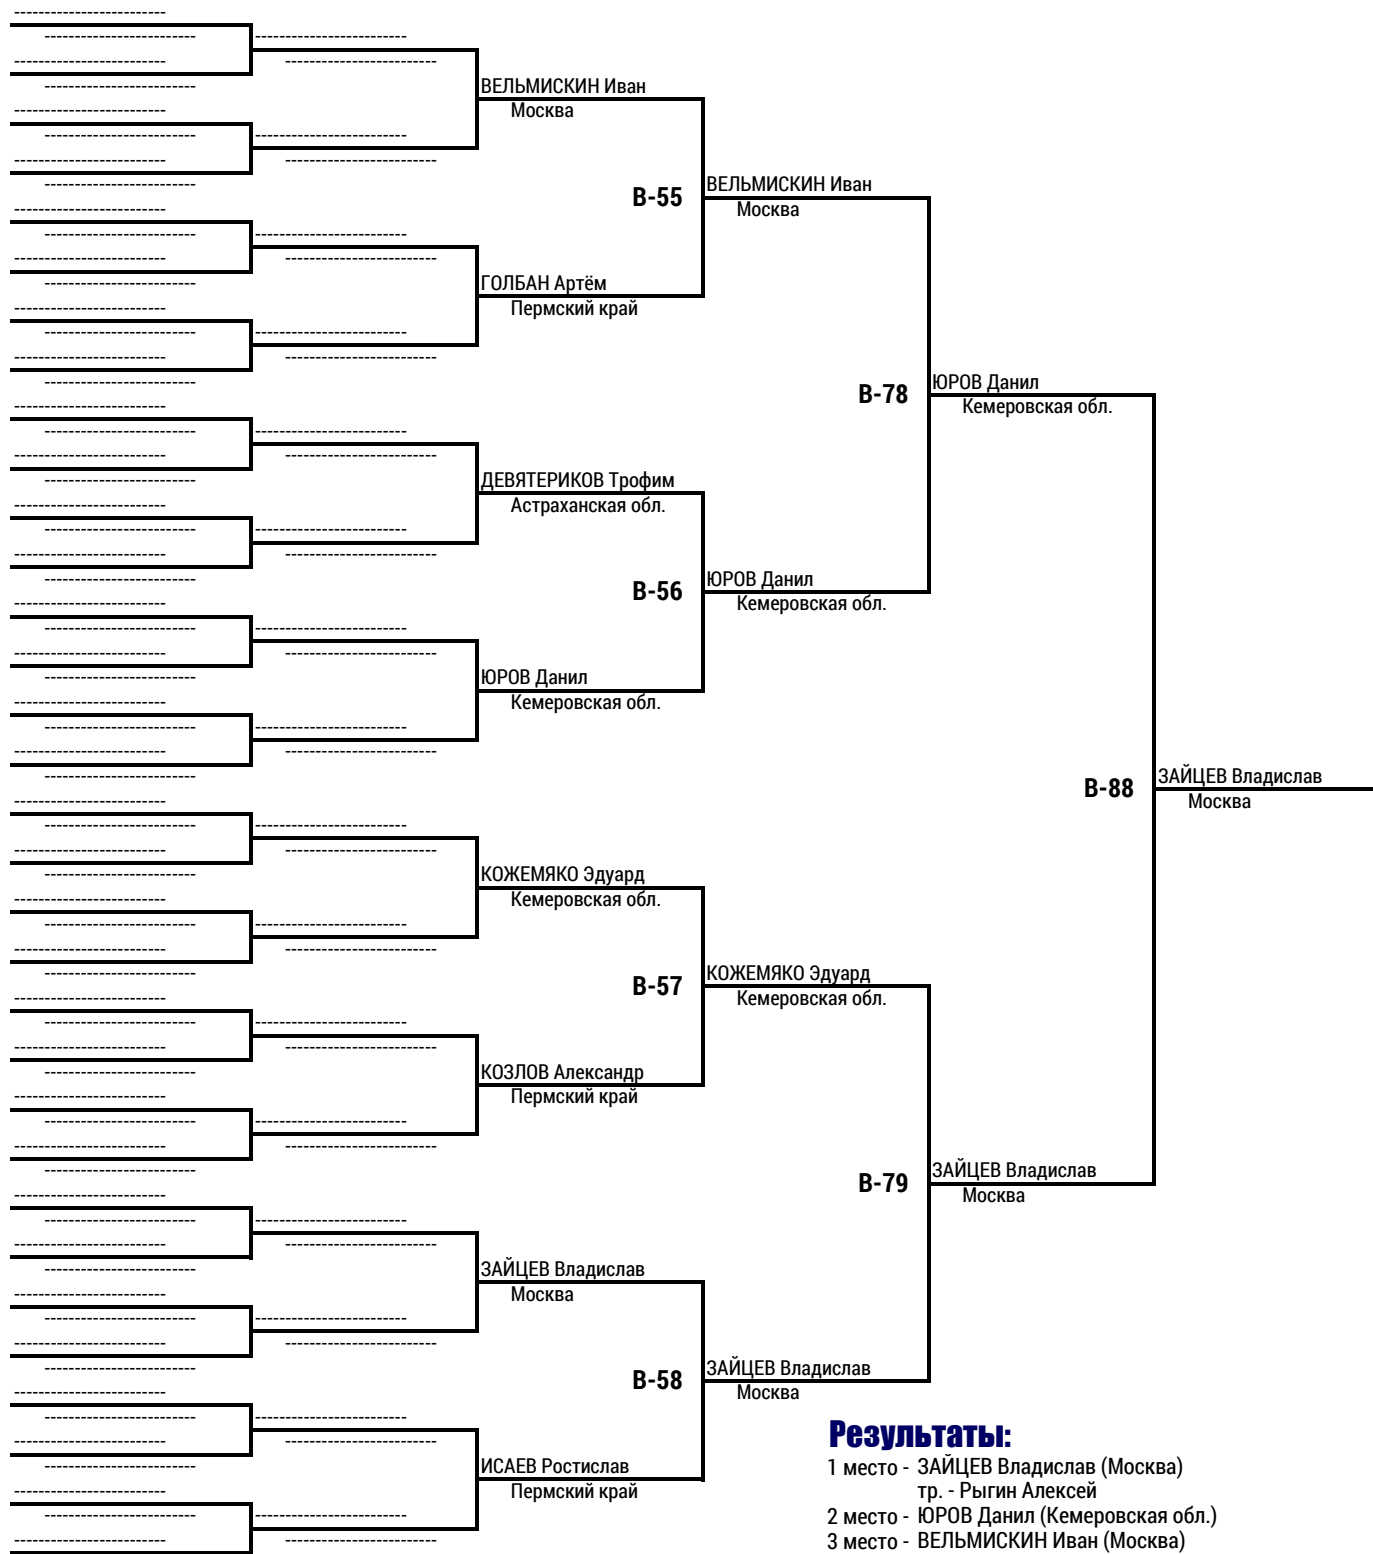 ВЕЛЬМИСКИН Иван
Москва
B-55
ВЕЛЬМИСКИН Иван
Москва
ГОЛБАН Артём
Пермский край
B-78
ЮРОВ Данил
Кемеровская обл.
ДЕВЯТЕРИКОВ Трофим
Астраханская обл.
B-56
ЮРОВ Данил
Кемеровская обл.
ЮРОВ Данил
Кемеровская обл.
B-88
ЗАЙЦЕВ Владислав
Москва
КОЖЕМЯКО Эдуард
Кемеровская обл.
B-57
КОЖЕМЯКО Эдуард
Кемеровская обл.
КОЗЛОВ Александр
Пермский край
B-79
ЗАЙЦЕВ Владислав
Москва
ЗАЙЦЕВ Владислав
Москва
B-58
ЗАЙЦЕВ Владислав
Москва
ИСАЕВ Ростислав
Пермский край
Результаты:
1 место - ЗАЙЦЕВ Владислав (Москва)
тр. - Рыгин Алексей
2 место - ЮРОВ Данил (Кемеровская обл.)
3 место - ВЕЛЬМИСКИН Иван (Москва)